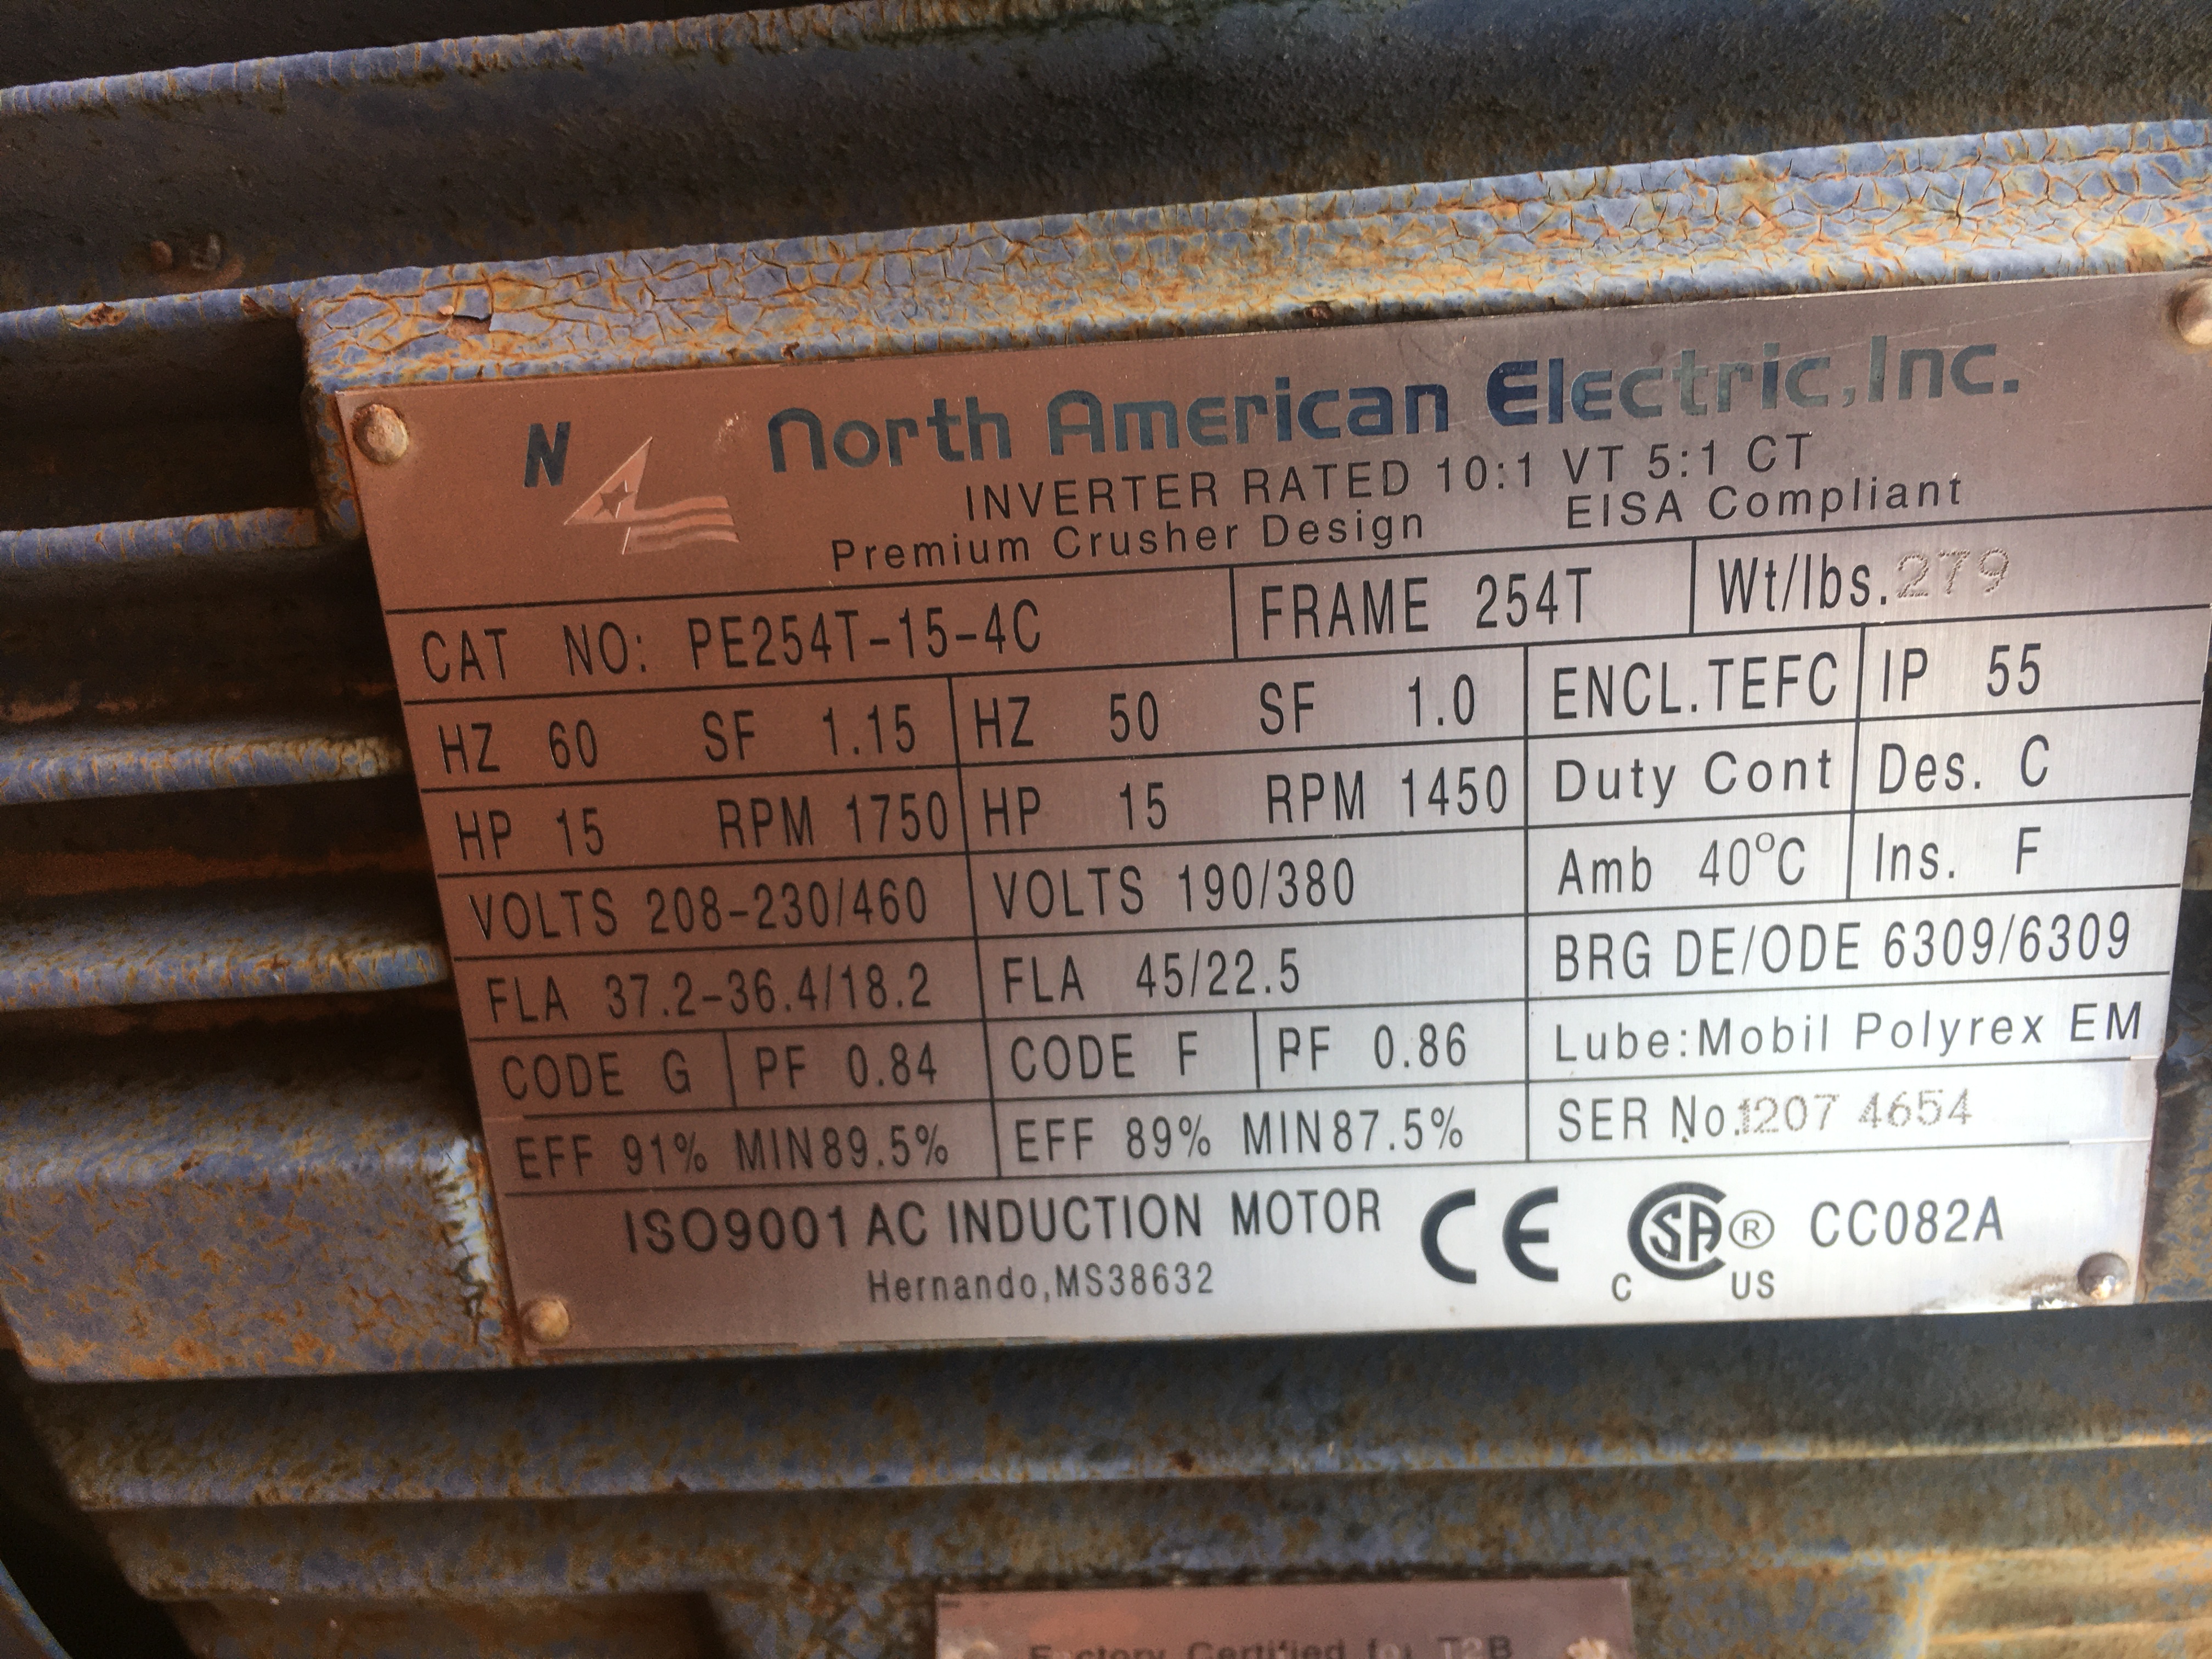 N
North American Electric,Inc.
INVERTER RATED 10:1 VT 5:1 CT
Premium Crusher Design EISA Compliant
CAT NO: PE254T-15-4C FRAME 254T Wt/lbs.279
HZ 60 SF 1.15 HZ 50 SF 1.0 ENCL.TEFC IP 55
HP 15 RPM 1750 HP 15 RPM 1450 Duty Cont Des. C
VOLTS 208-230/460 VOLTS 190/380 Amb 40°C Ins. F
FLA 37.2-36.4/18.2 FLA 45/22.5 BRG DE/ODE 6309/6309
CODE G PF 0.84 CODE F PF 0.86 Lube:Mobil Polyrex EM
EFF 91% MIN89.5% EFF 89% MIN87.5% SER No.1207 4654
ISO9001 AC INDUCTION MOTOR CE C SA ® US CC082A
Hernando,MS38632
Factory Certified for T2B